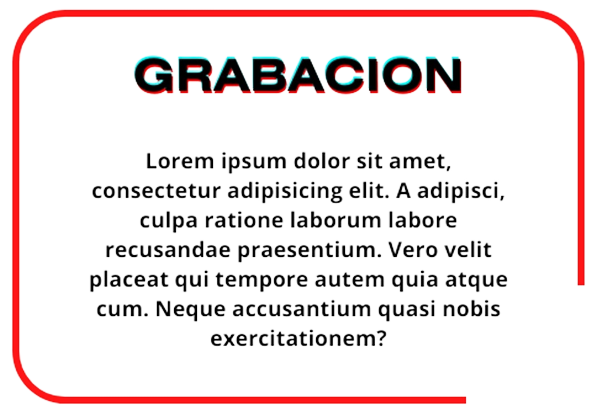 GRABACION
Lorem ipsum dolor sit amet,
consectetur adipisicing elit. A adipisci,
culpa ratione laborum labore
recusandae praesentium. Vero velit
placeat qui tempore autem quia atque
cum. Neque accusantium quasi nobis
exercitationem?